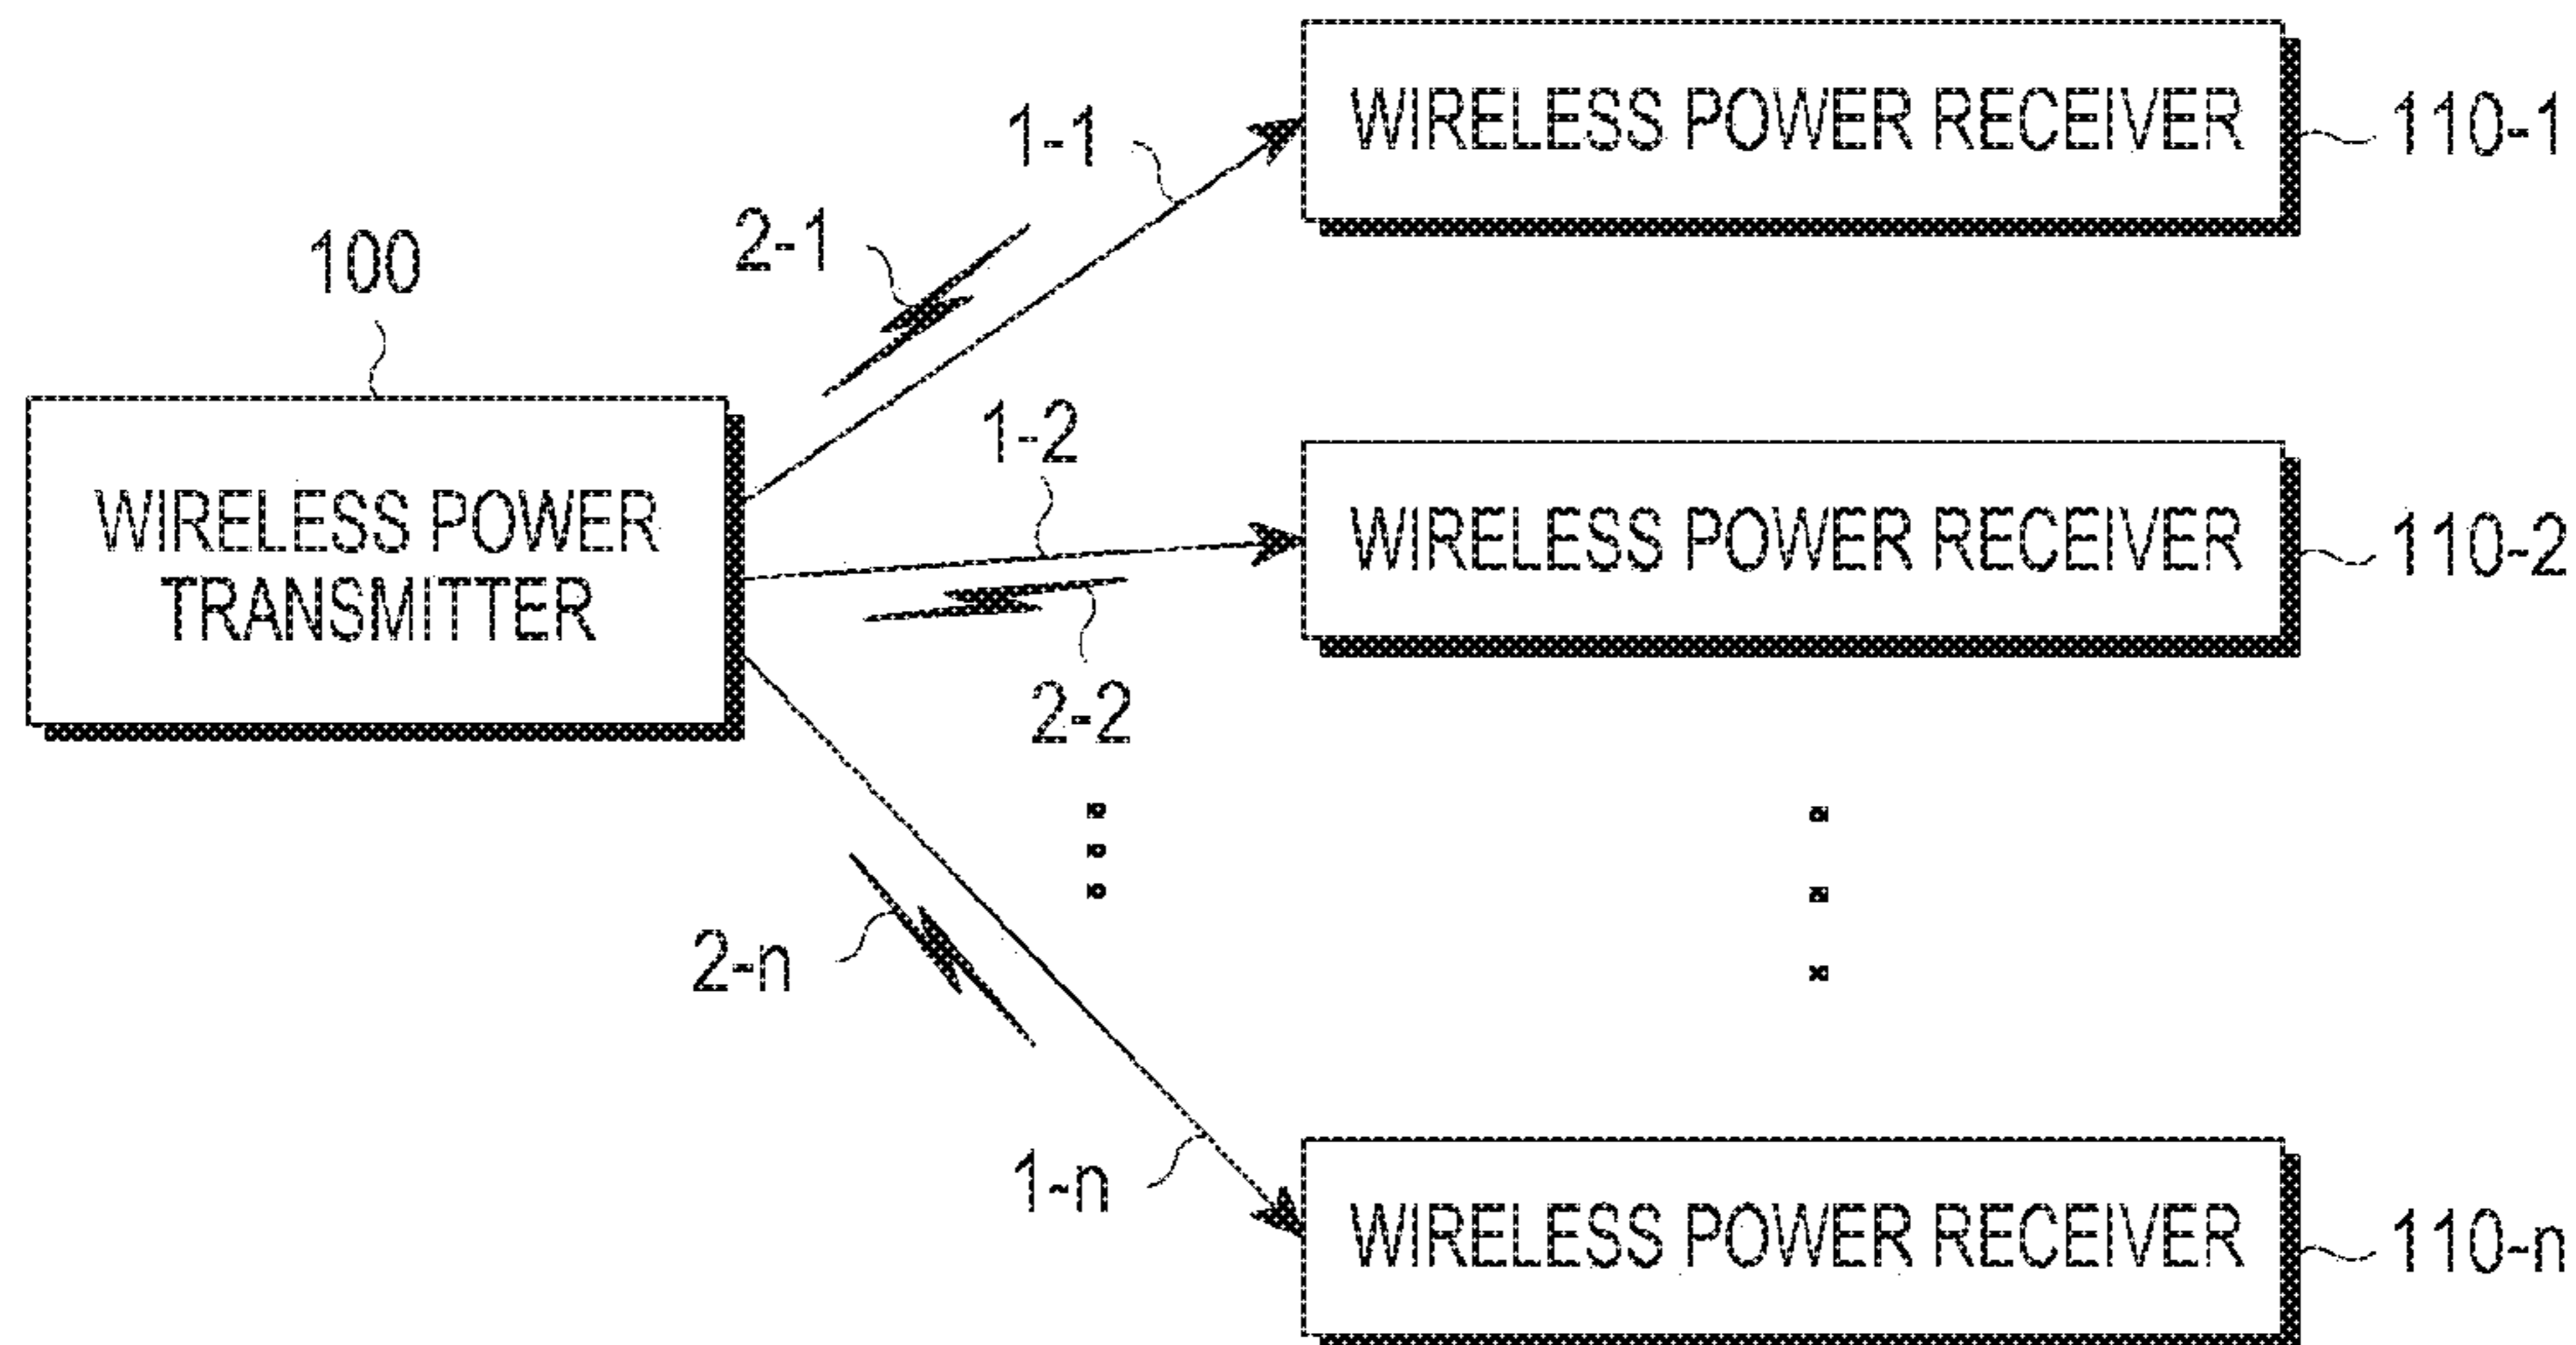 WIRELESS POWER RECEIVER
110-1
1-1
2-1
100
1-2
WIRELESS POWER
TRANSMITTER
WIRELESS POWER RECEIVER
110-2
2-2
2-n
1-n
WIRELESS POWER RECEIVER
110-n